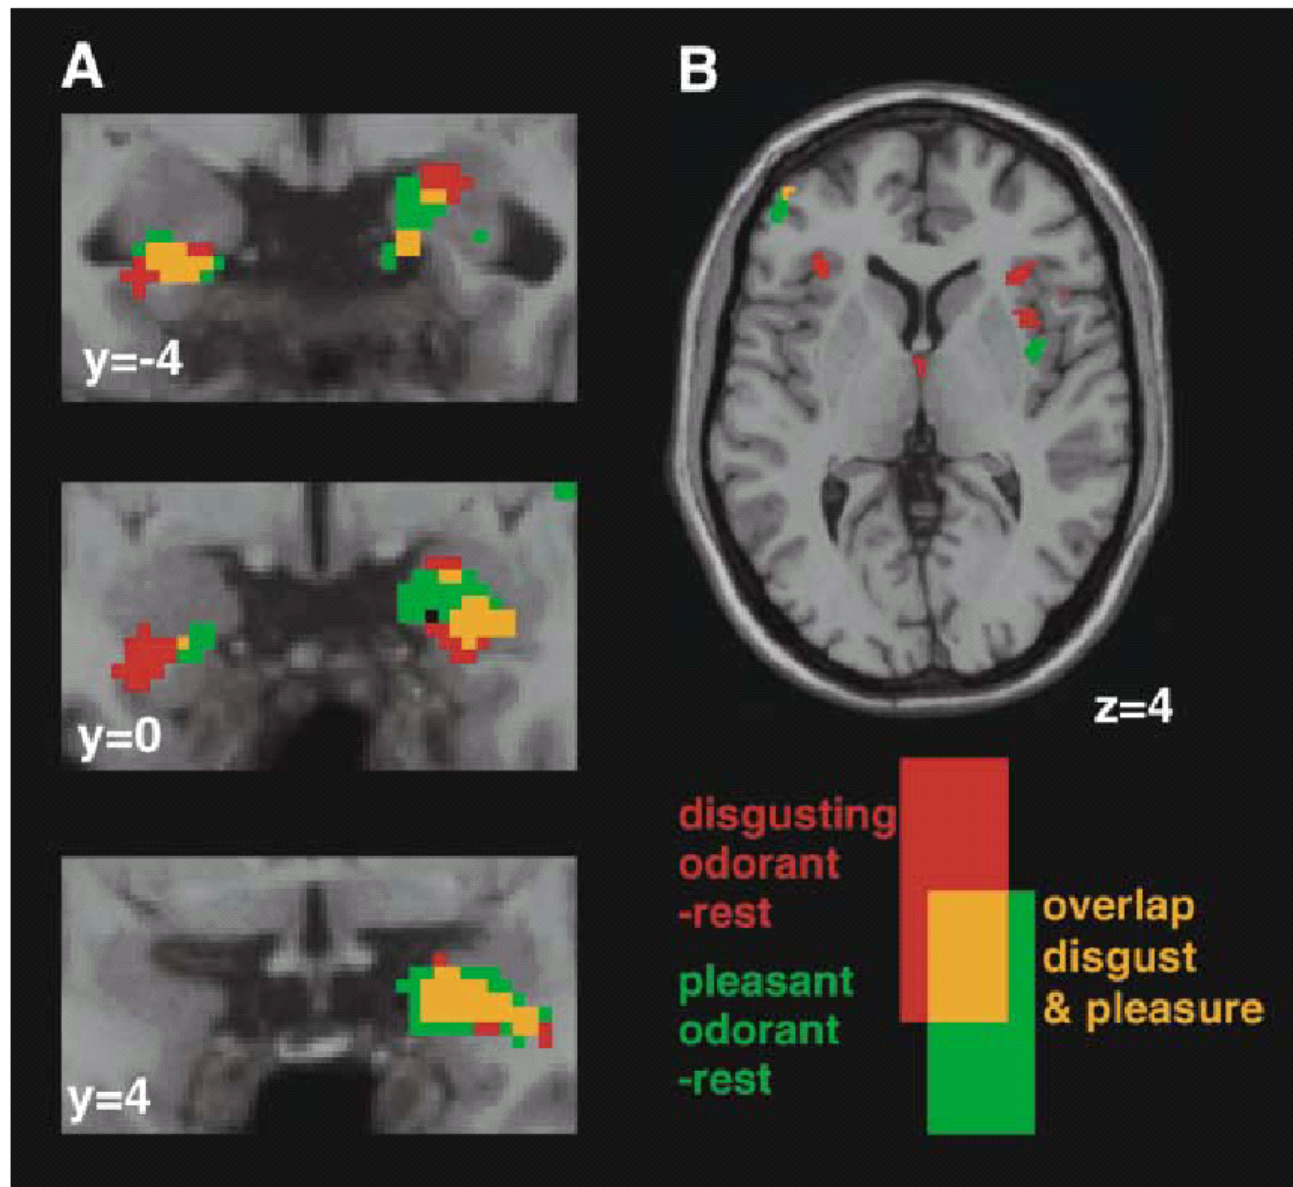 A
B
y=-4
y=0
y=4
z=4
disgusting
odorant
-rest
pleasant
odorant
-rest
overlap
disgust
& pleasure